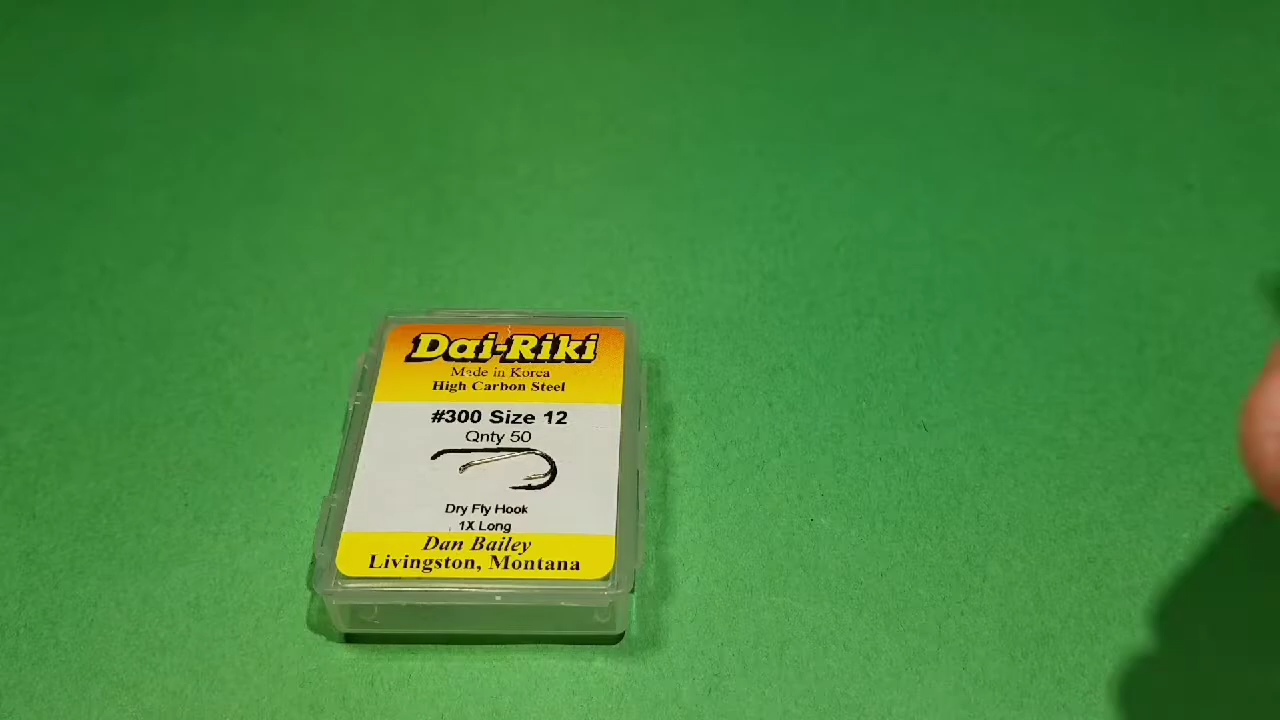 Dai-Riki
Made in Korea
High Carbon Steel
#300 Size 12
Qnty 50
Dry Fly Hook
1X Long
Dan Bailey
Livingston, Montana